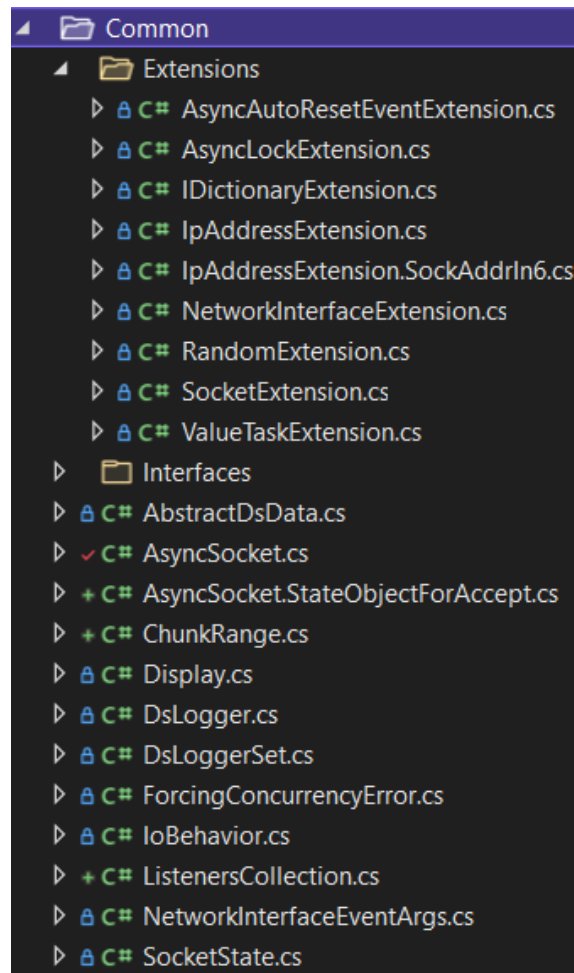 Common
Extensions
C# AsyncAutoResetEventExtension.cs
C# AsyncLockExtension.cs
C# IDictionaryExtension.cs
C# IpAddressExtension.cs
C# IpAddressExtension.SockAddrIn6.cs
C# NetworkInterfaceExtension.cs
C# RandomExtension.cs
C# SocketExtension.cs
C# ValueTaskExtension.cs
Interfaces
C# AbstractDsData.cs
C# AsyncSocket.cs
+ C# AsyncSocket.StateObjectForAccept.cs
+ C# ChunkRange.cs
C# Display.cs
C# DsLogger.cs
C# DsLoggerSet.cs
C# ForcingConcurrencyError.cs
C# IoBehavior.cs
+ C# ListenersCollection.cs
C# NetworkInterfaceEventArgs.cs
C# SocketState.cs